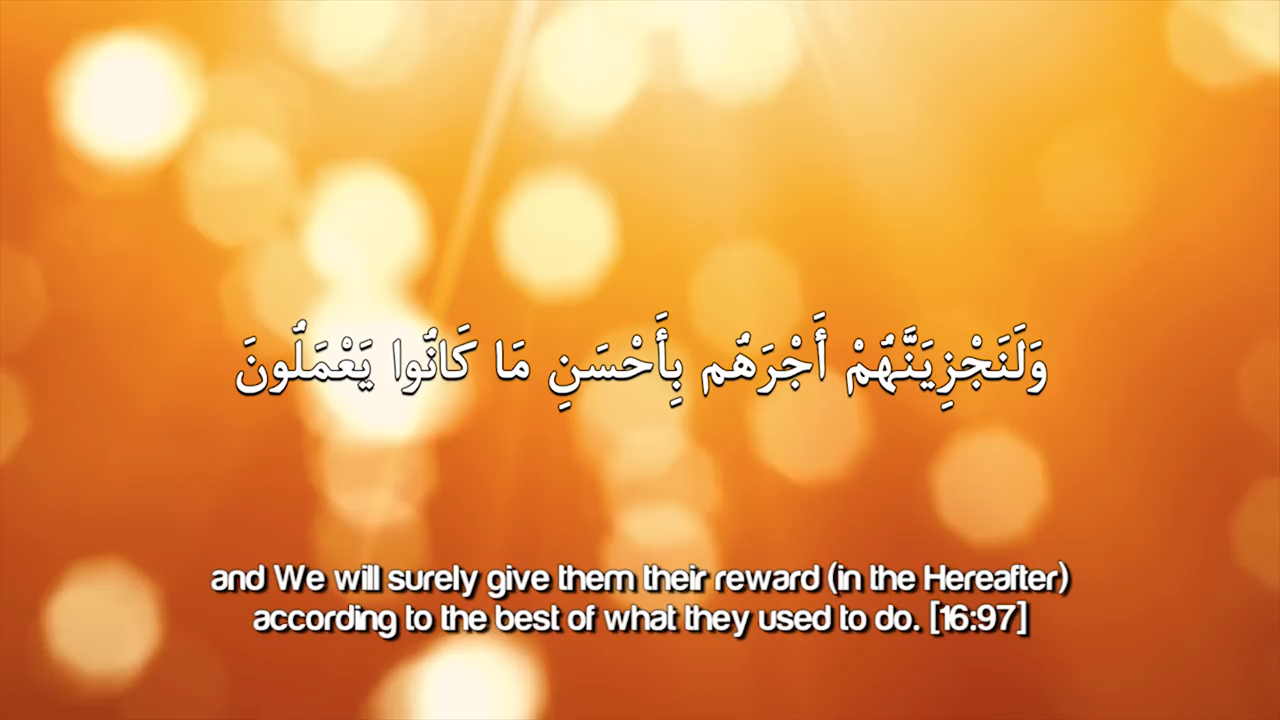 وَلَنَجْزِيَنَّهُمْ أَجْرَهُم بِأَحْسَنِ مَا كَانُوا يَعْمَلُونَ
and We will surely give them their reward (in the Hereafter)
according to the best of what they used to do. [16:97]